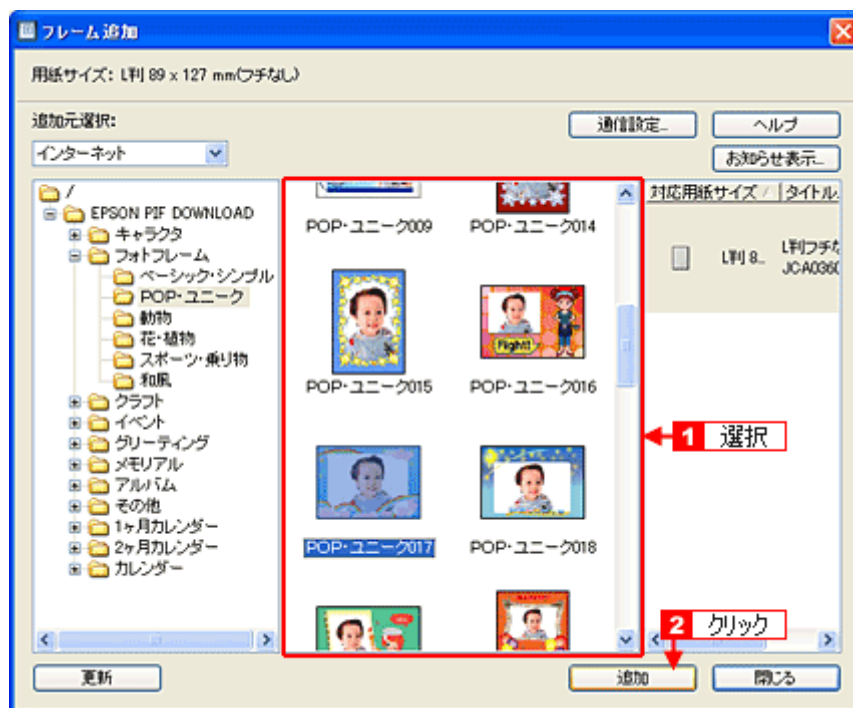 フレーム追加
用紙サイズ: L判 89 x 127 mm(フチなし)
追加元選択:
インターネット
通信設定...
ヘルプ
お知らせ表示...
/
EPSON PIF DOWNLOAD
キャラクタ
フォトフレーム
ベーシック・シンプル
POP・ユニーク
動物
花・植物
スポーツ・乗り物
和風
クラフト
イベント
グリーティング
メモリアル
アルバム
その他
1ヶ月カレンダー
2ヶ月カレンダー
カレンダー
POP・ユニーク009
POP・ユニーク014
POP・ユニーク015
POP・ユニーク016
POP・ユニーク017
POP・ユニーク018
対応用紙サイズ / タイトル
L判 8... L判フチな
JCA0360
1 選択
2 クリック
更新
追加
閉じる